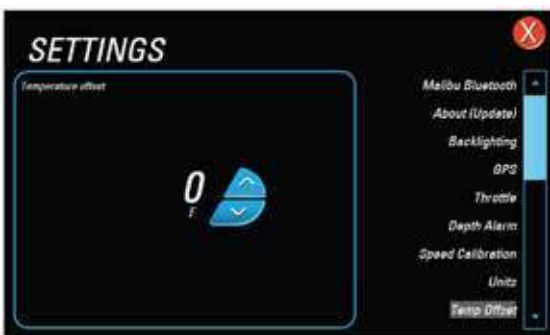 X
SETTINGS
Temperature offset
0
F
Malibu Bluetooth
About (Update)
Backlighting
GPS
Throttle
Depth Alarm
Speed Calibration
Units
Temp Offset